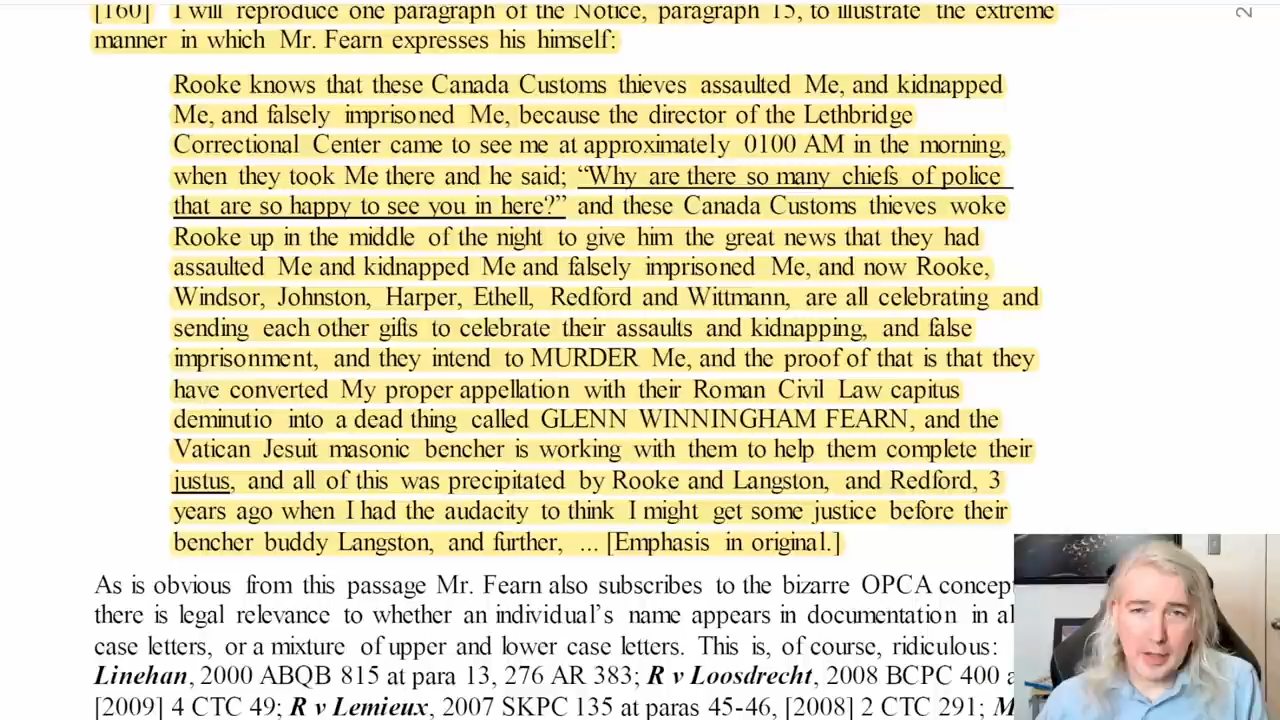 [160] I will reproduce one paragraph of the Notice, paragraph 15, to illustrate the extreme
manner in which Mr. Fearn expresses his himself:
Rooke knows that these Canada Customs thieves assaulted Me, and kidnapped
Me, and falsely imprisoned Me, because the director of the Lethbridge
Correctional Center came to see me at approximately 0100 AM in the morning,
when they took Me there and he said; “Why are there so many chiefs of police
that are so happy to see you in here?” and these Canada Customs thieves woke
Rooke up in the middle of the night to give him the great news that they had
assaulted Me and kidnapped Me and falsely imprisoned Me, and now Rooke,
Windsor, Johnston, Harper, Ethell, Redford and Wittmann, are all celebrating and
sending each other gifts to celebrate their assaults and kidnapping, and false
imprisonment, and they intend to MURDER Me, and the proof of that is that they
have converted My proper appellation with their Roman Civil Law capitus
deminutio into a dead thing called GLENN WINNINGHAM FEARN, and the
Vatican Jesuit masonic bencher is working with them to help them complete their
justus, and all of this was precipitated by Rooke and Langston, and Redford, 3
years ago when I had the audacity to think I might get some justice before their
bencher buddy Langston, and further, ... [Emphasis in original.]
As is obvious from this passage Mr. Fearn also subscribes to the bizarre OPCA
there is legal relevance to whether an individual’s name appears in documentation in
case letters, or a mixture of upper and lower case letters. This is, of course, ridiculous:
Linehan, 2000 ABQB 815 at para 13, 276 AR 383; R v Loosdrecht, 2008 BCPC 400
[2009] 4 CTC 49; R v Lemieux, 2007 SKPC 135 at paras 45-46, [2008] 2 CTC 291;